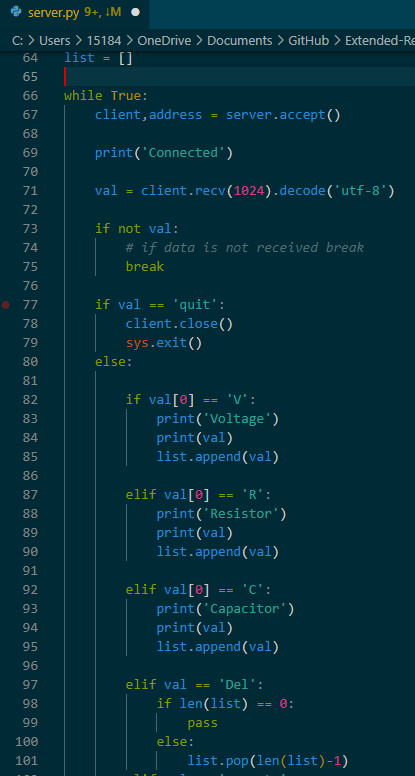 server.py 9+, ↓M ●
C: > Users > 15184 > OneDrive > Documents > GitHub > Extended-Re
64 list = []
65
66 while True:
67     client,address = server.accept()
68
69     print('Connected')
70
71     val = client.recv(1024).decode('utf-8')
72
73     if not val:
74         # if data is not received break
75         break
76
77     if val == 'quit':
78         client.close()
79         sys.exit()
80     else:
81
82         if val[0] == 'V':
83             print('Voltage')
84             print(val)
85             list.append(val)
86
87         elif val[0] == 'R':
88             print('Resistor')
89             print(val)
90             list.append(val)
91
92         elif val[0] == 'C':
93             print('Capacitor')
94             print(val)
95             list.append(val)
96
97         elif val == 'Del':
98             if len(list) == 0:
99                 pass
100             else:
101                 list.pop(len(list)-1)